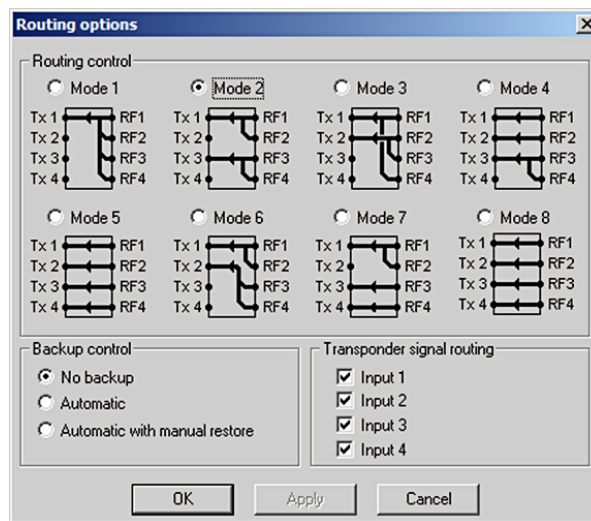 Routing options
Routing control
Mode 1 Mode 2 Mode 3 Mode 4
Tx 1 RF1 Tx 1 RF1 Tx 1 RF1 Tx 1 RF1
Tx 2 RF2 Tx 2 RF2 Tx 2 RF2 Tx 2 RF2
Tx 3 RF3 Tx 3 RF3 Tx 3 RF3 Tx 3 RF3
Tx 4 RF4 Tx 4 RF4 Tx 4 RF4 Tx 4 RF4
Mode 5 Mode 6 Mode 7 Mode 8
Tx 1 RF1 Tx 1 RF1 Tx 1 RF1 Tx 1 RF1
Tx 2 RF2 Tx 2 RF2 Tx 2 RF2 Tx 2 RF2
Tx 3 RF3 Tx 3 RF3 Tx 3 RF3 Tx 3 RF3
Tx 4 RF4 Tx 4 RF4 Tx 4 RF4 Tx 4 RF4
Backup control
No backup
Automatic
Automatic with manual restore
Transponder signal routing
Input 1
Input 2
Input 3
Input 4
OK Apply Cancel